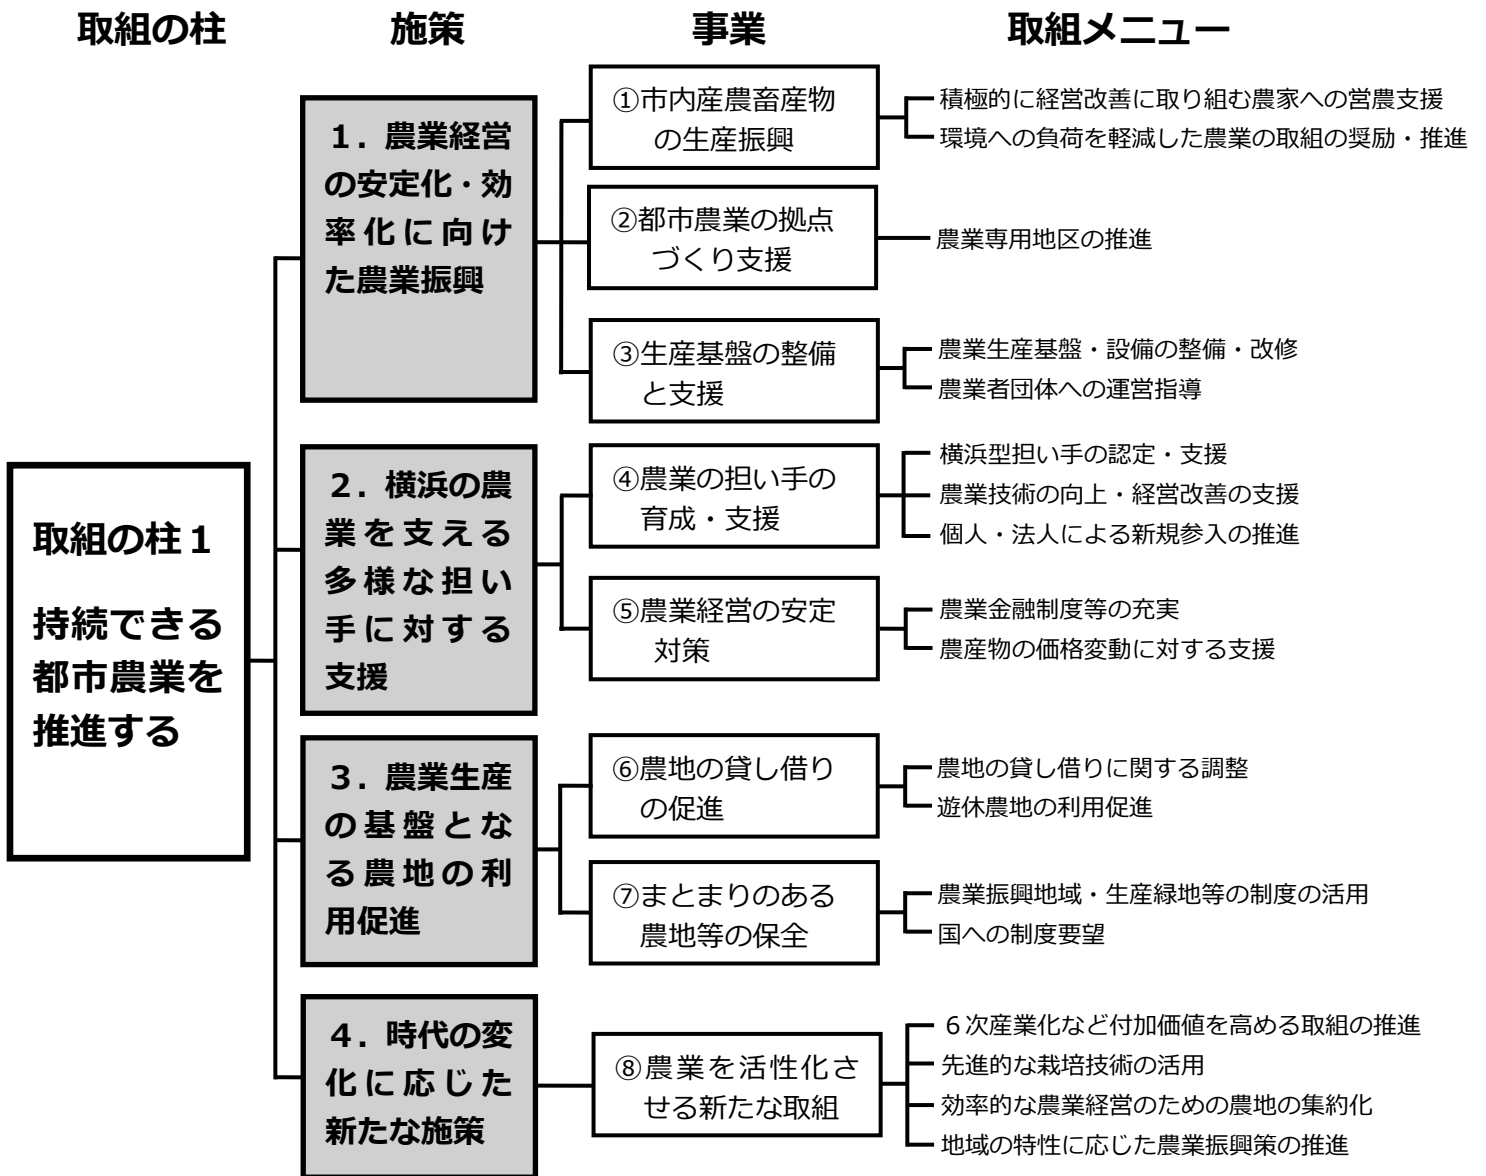 取組の柱 施策 事業 取組メニュー
取組の柱１
持続できる
都市農業を
推進する
１．農業経営
の安定化・効
率化に向け
た農業振興
①市内産農畜産物
の生産振興
積極的に経営改善に取り組む農家への営農支援
環境への負荷を軽減した農業の取組の奨励・推進
②都市農業の拠点
づくり支援
農業専用地区の推進
③生産基盤の整備
と支援
農業生産基盤・設備の整備・改修
農業者団体への運営指導
２．横浜の農
業を支える
多様な担い
手に対する
支援
④農業の担い手の
育成・支援
横浜型担い手の認定・支援
農業技術の向上・経営改善の支援
個人・法人による新規参入の推進
⑤農業経営の安定
対策
農業金融制度等の充実
農産物の価格変動に対する支援
３．農業生産
の基盤とな
る農地の利
用促進
⑥農地の貸し借り
の促進
農地の貸し借りに関する調整
遊休農地の利用促進
⑦まとまりのある
農地等の保全
農業振興地域・生産緑地等の制度の活用
国への制度要望
４．時代の変
化に応じた
新たな施策
⑧農業を活性化さ
せる新たな取組
６次産業化など付加価値を高める取組の推進
先進的な栽培技術の活用
効率的な農業経営のための農地の集約化
地域の特性に応じた農業振興策の推進